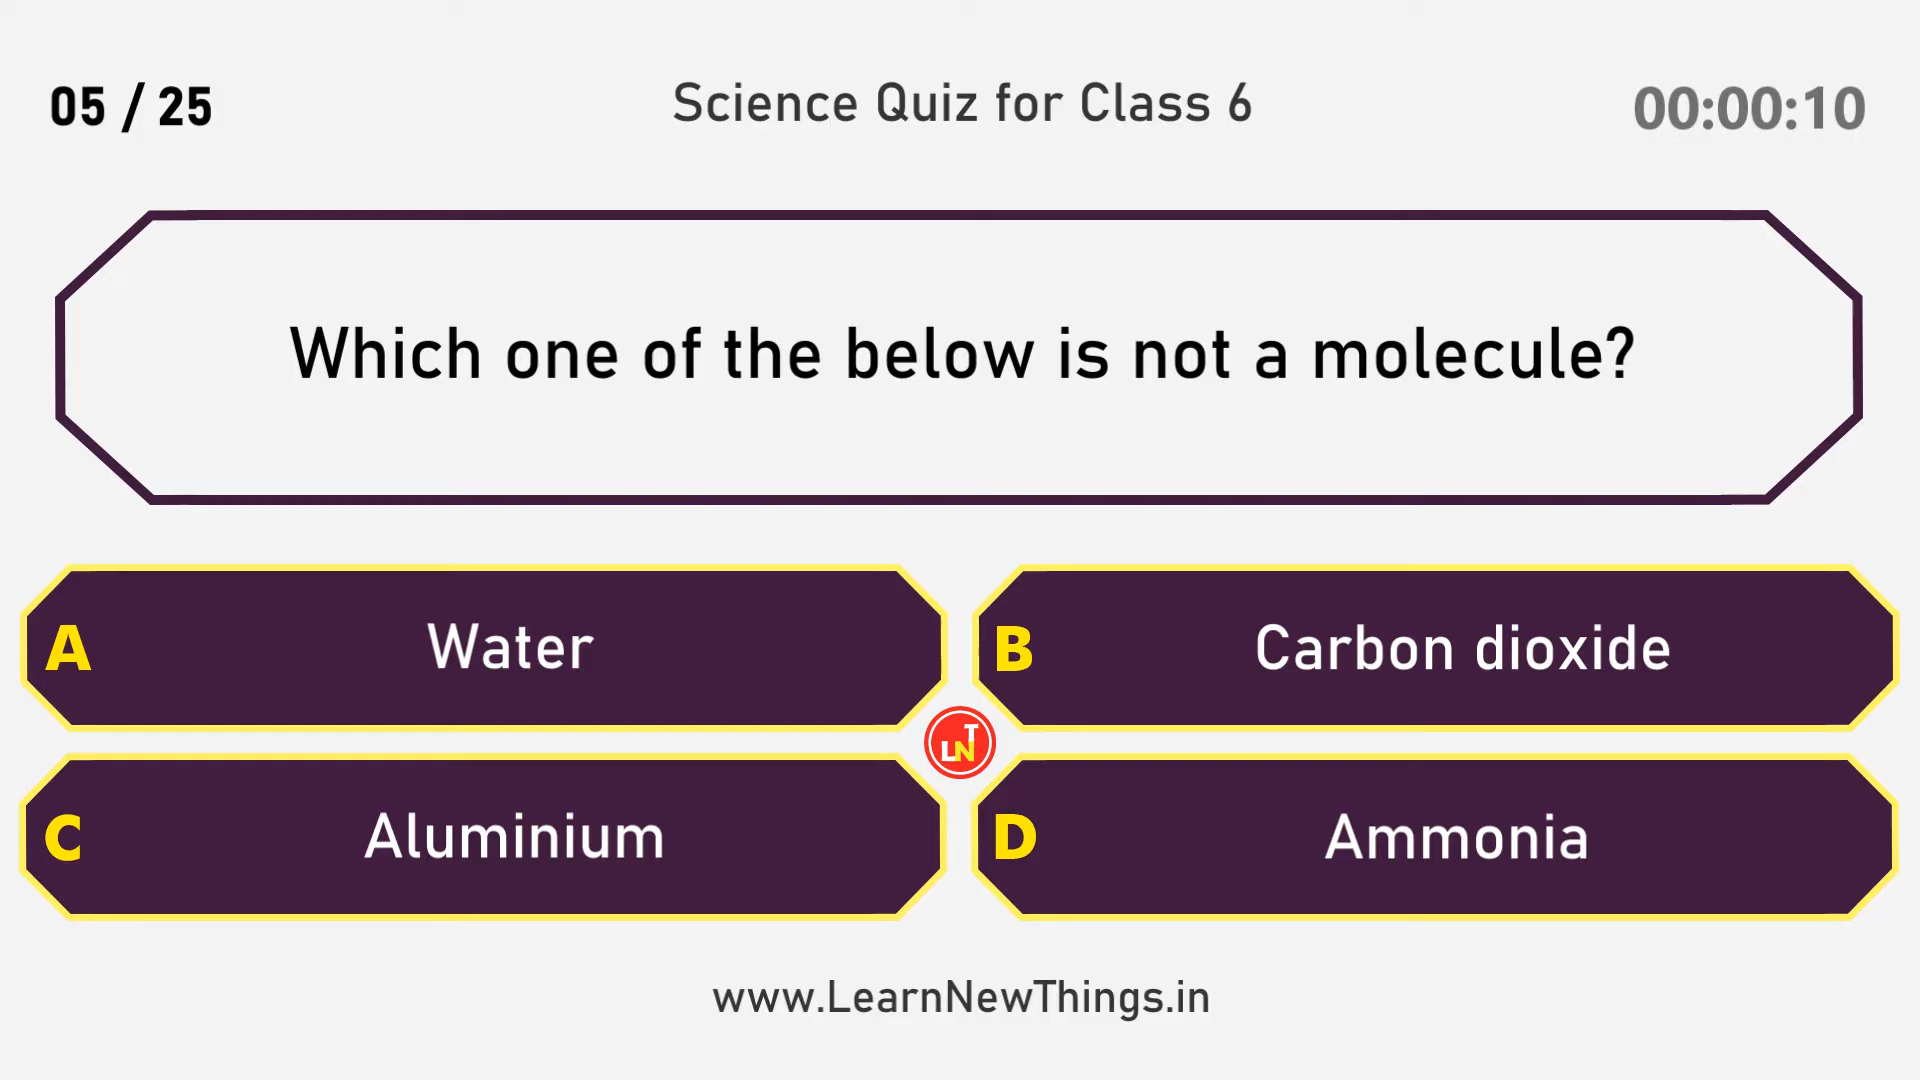 05 / 25
Science Quiz for Class 6
00:00:10
Which one of the below is not a molecule?
A Water
B Carbon dioxide
LNT
C Aluminium
D Ammonia
www.LearnNewThings.in